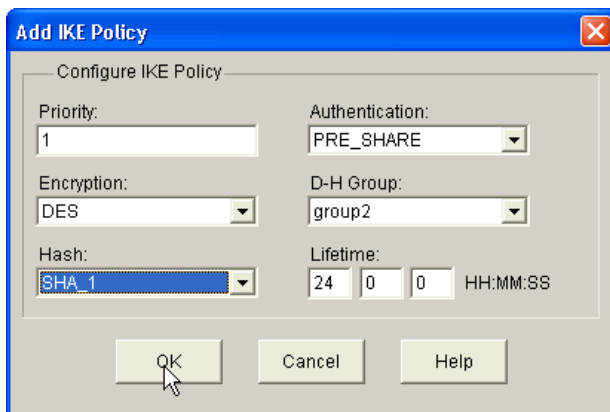 Add IKE Policy
Configure IKE Policy
Priority:
Authentication:
1
PRE_SHARE
Encryption:
D-H Group:
DES
group2
Hash:
Lifetime:
SHA_1
24 0 0 HH:MM:SS
OK Cancel Help